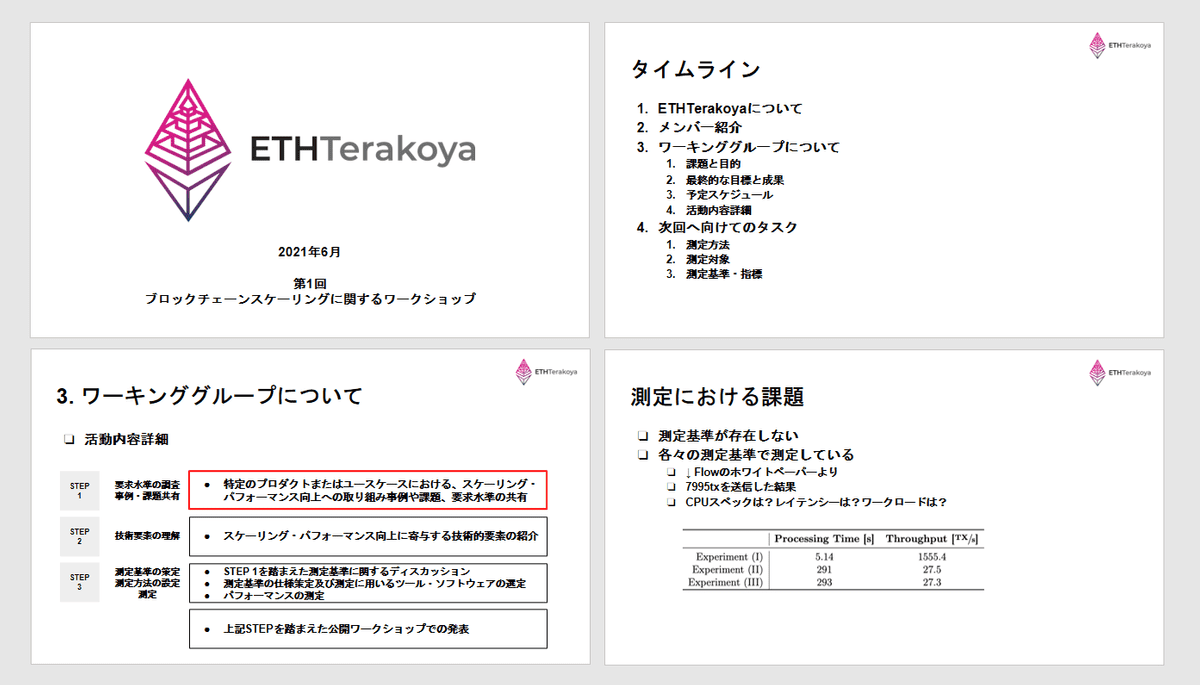 ETHTerakoya
2021年6月
第1回
ブロックチェーンスケーリングに関するワークショップ
ETHTerakoya
タイムライン
1. ETHTerakoyaについて
2. メンバー紹介
3. ワーキンググループについて
1. 課題と目的
2. 最終的な目標と成果
3. 予定スケジュール
4. 活動内容詳細
4. 次回へ向けてのタスク
1. 測定方法
2. 測定対象
3. 測定基準・指標
ETHTerakoya
3. ワーキンググループについて
❏ 活動内容詳細
STEP
1
要求水準の調査
事例・課題共有
● 特定のプロダクトまたはユースケースにおける、スケーリング・
パフォーマンス向上への取り組み事例や課題、要求水準の共有
STEP
2
技術要素の理解
● スケーリング・パフォーマンス向上に寄与する技術的要素の紹介
STEP
3
測定基準の策定
測定方法の設定
測定
● STEP 1を踏まえた測定基準に関するディスカッション
● 測定基準の仕様策定及び測定に用いるツール・ソフトウェアの選定
● パフォーマンスの測定
● 上記STEPを踏まえた公開ワークショップでの発表
ETHTerakoya
測定における課題
❏ 測定基準が存在しない
❏ 各々の測定基準で測定している
❏ ↓Flowのホワイトペーパーより
❏ 7995txを送信した結果
❏ CPUスペックは？レイテンシーは？ワークロードは？
Processing Time [s] Throughput [TX/s]
Experiment (I) 5.14 1555.4
Experiment (II) 291 27.5
Experiment (III) 293 27.3